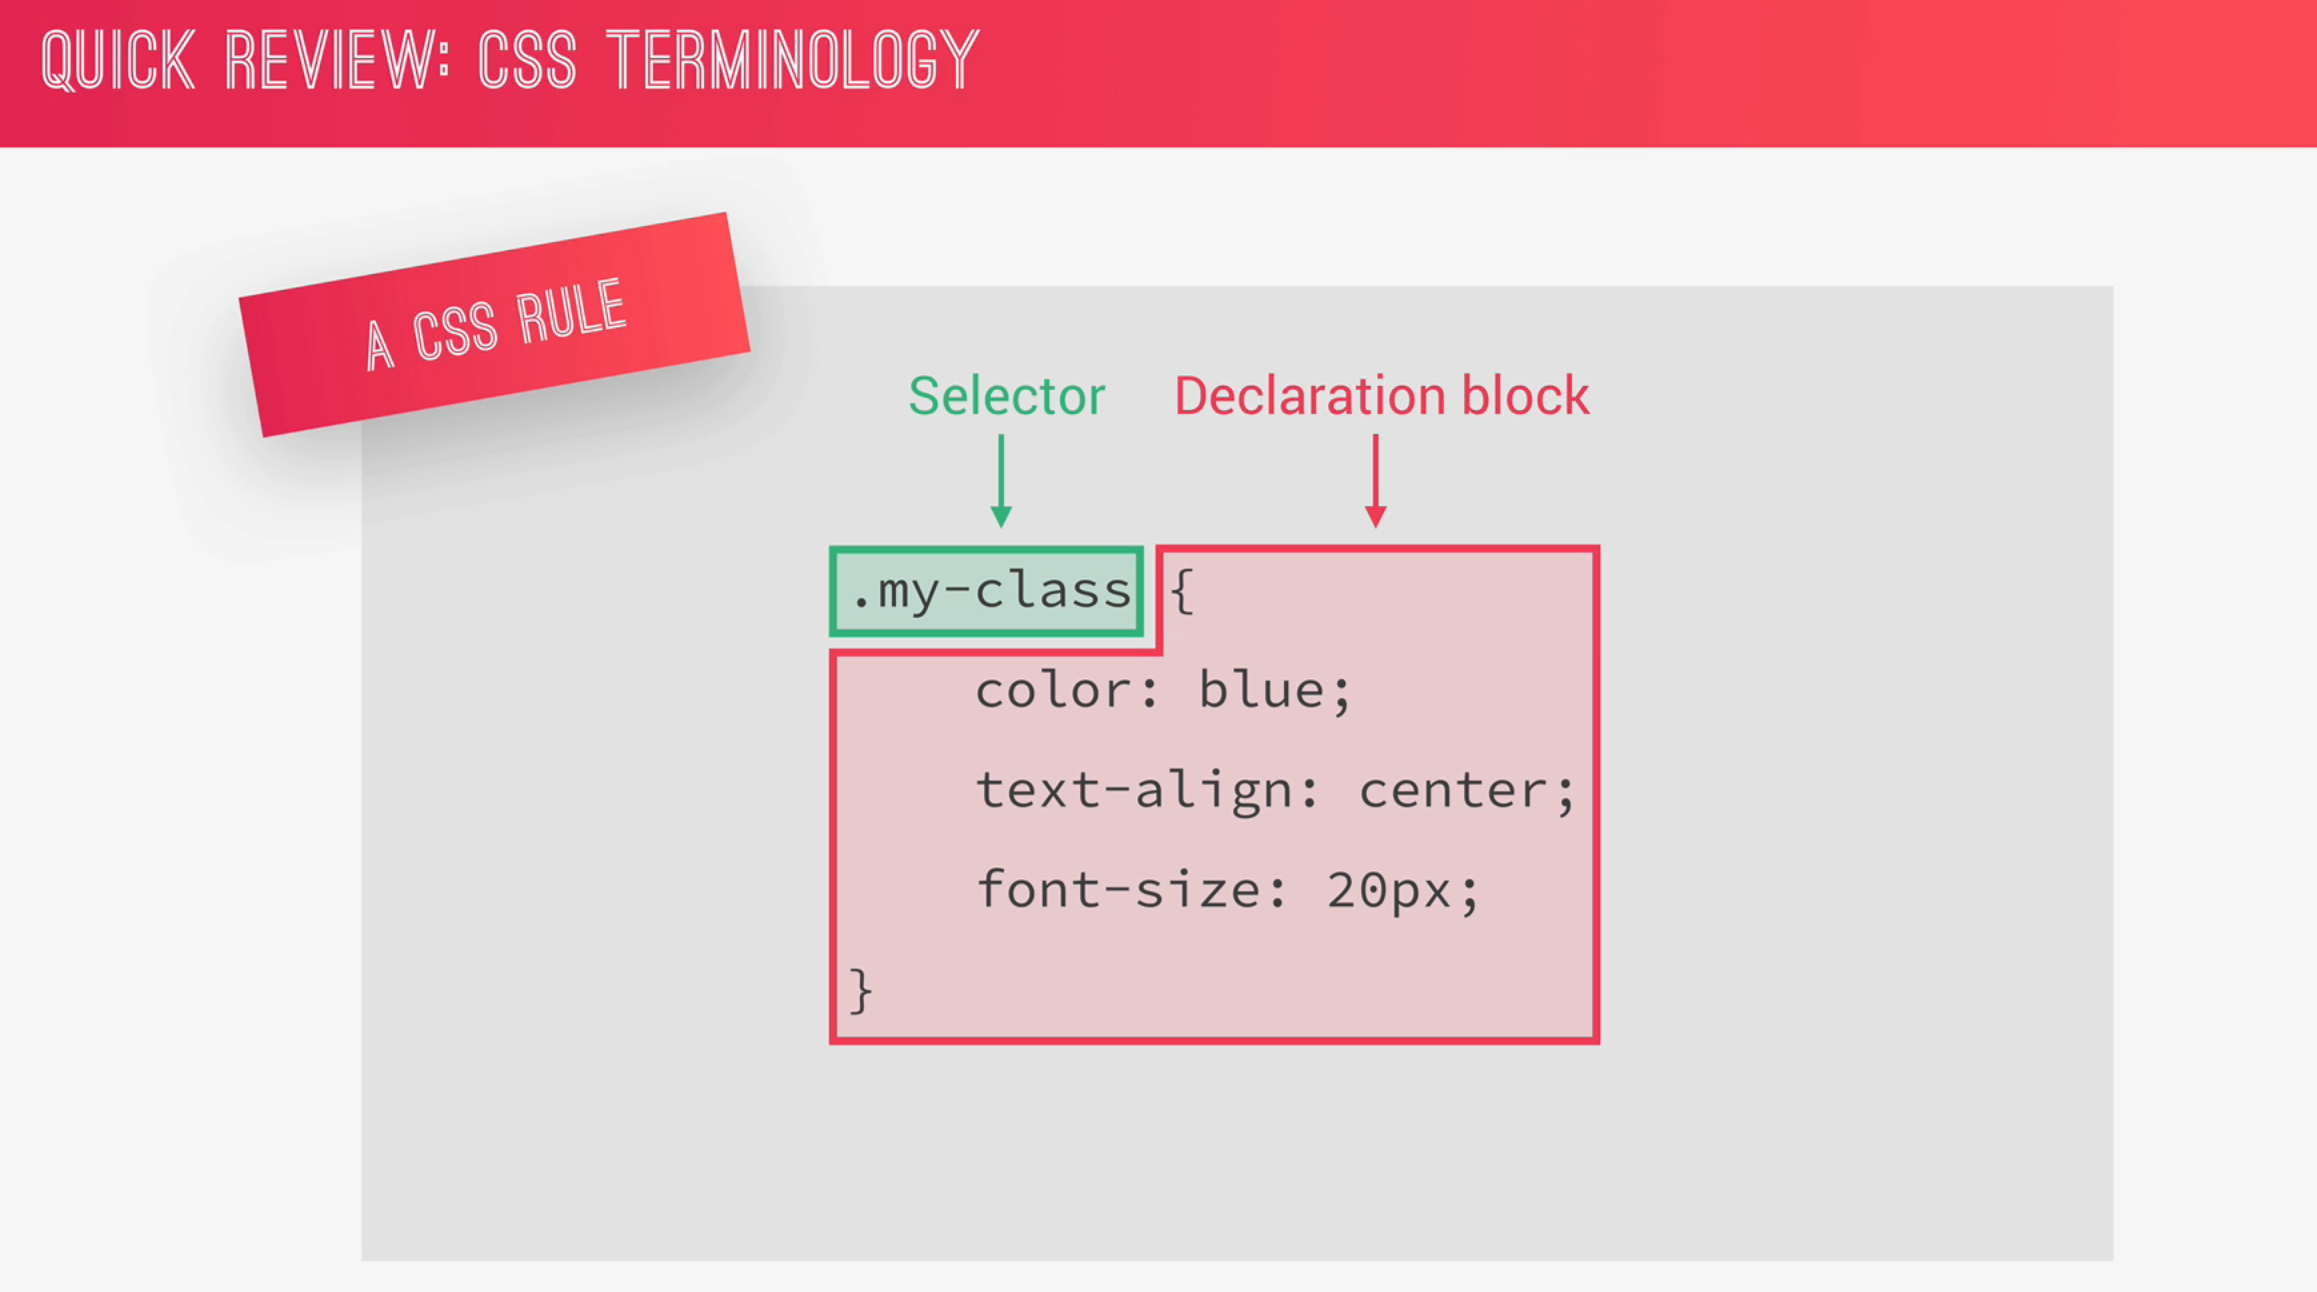 QUICK REVIEW: CSS TERMINOLOGY
A CSS RULE
Selector
Declaration block
.my-class {
color: blue;
text-align: center;
font-size: 20px;
}